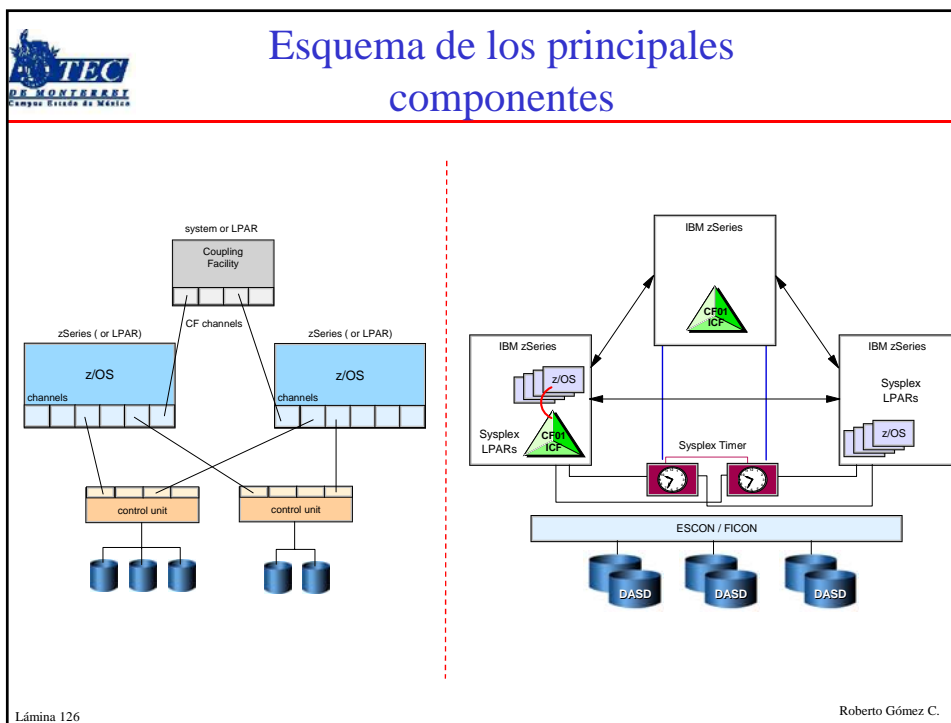 TEC
DE MONTERREY
Campus Estado de México
Esquema de los principales
componentes
system or LPAR
Coupling
Facility
CF channels
zSeries ( or LPAR)
z/OS
channels
zSeries ( or LPAR)
z/OS
channels
control unit
control unit
IBM zSeries
CF01
ICF
IBM zSeries
z/OS
Sysplex
LPARs
CF01
ICF
IBM zSeries
Sysplex
LPARs
z/OS
Sysplex Timer
ESCON / FICON
DASD
DASD
DASD
Lámina 126
Roberto Gómez C.